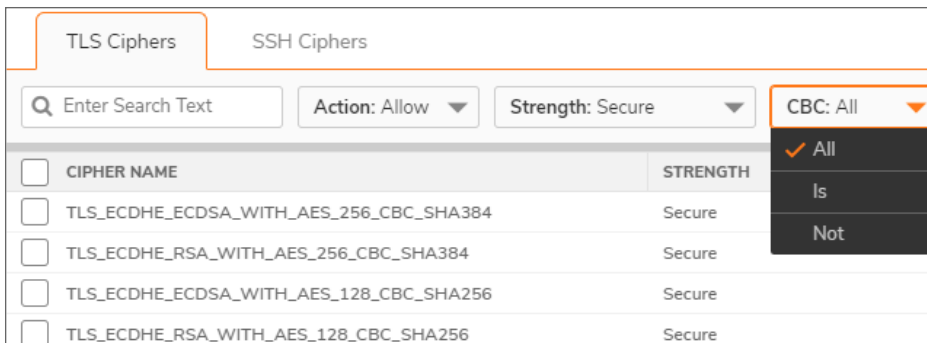 TLS Ciphers SSH Ciphers
Enter Search Text Action: Allow Strength: Secure CBC: All
All
CIPHER NAME STRENGTH
Is
TLS_ECDHE_ECDSA_WITH_AES_256_CBC_SHA384 Secure
Not
TLS_ECDHE_RSA_WITH_AES_256_CBC_SHA384 Secure
TLS_ECDHE_ECDSA_WITH_AES_128_CBC_SHA256 Secure
TLS_ECDHE_RSA_WITH_AES_128_CBC_SHA256 Secure